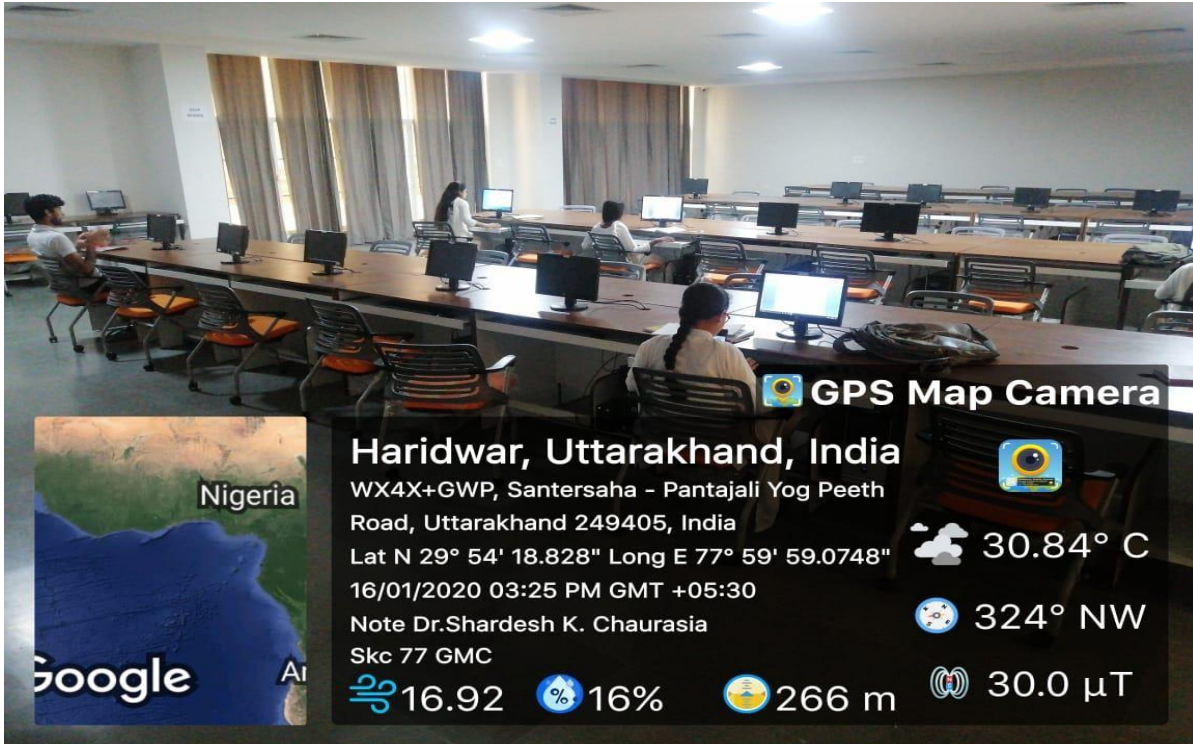 GPS Map Camera
Haridwar, Uttarakhand, India
WX4X+GWP, Santersaha - Pantajali Yog Peeth
Road, Uttarakhand 249405, India
Lat N 29° 54' 18.828" Long E 77° 59' 59.0748"
16/01/2020 03:25 PM GMT +05:30
Note Dr.Shardesh K. Chaurasia
Skc 77 GMC
16.92 16% 266 m
30.84° C
324° NW
30.0 µT
Nigeria
Google